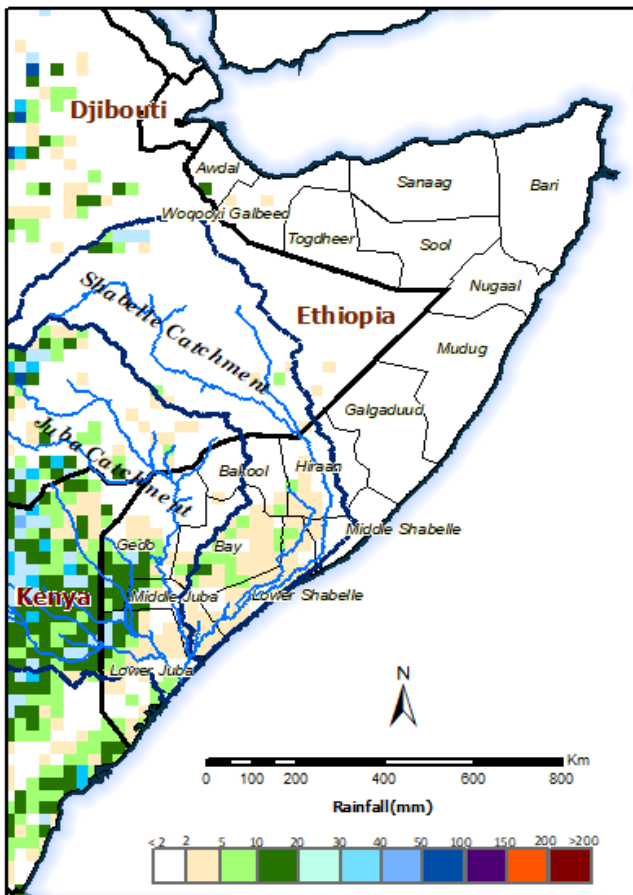 Djibouti
Awdal
Sanaag
Bari
Woqooyi Galbeed
Togdheer
Sool
Nugaal
Shabelle Catchment
Ethiopia
Mudug
Galgaduud
Juba Catchment
Bakool
Hiraan
Middle Shabelle
Gedo
Bay
Kenya
Middle Juba
Lower Shabelle
Lower Juba
N
Km
0 100 200 400 600 800
Rainfall(mm)
<2 2 5 10 20 30 40 50 100 150 200 >200